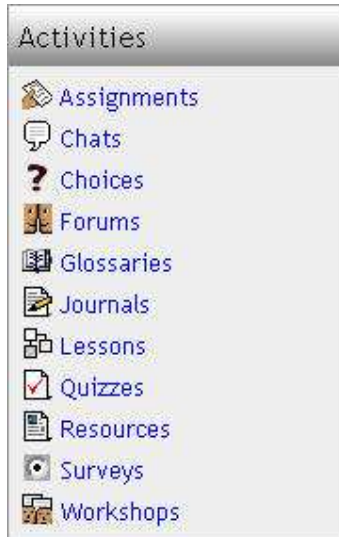 Activities
Assignments
Chats
Choices
Forums
Glossaries
Journals
Lessons
Quizzes
Resources
Surveys
Workshops